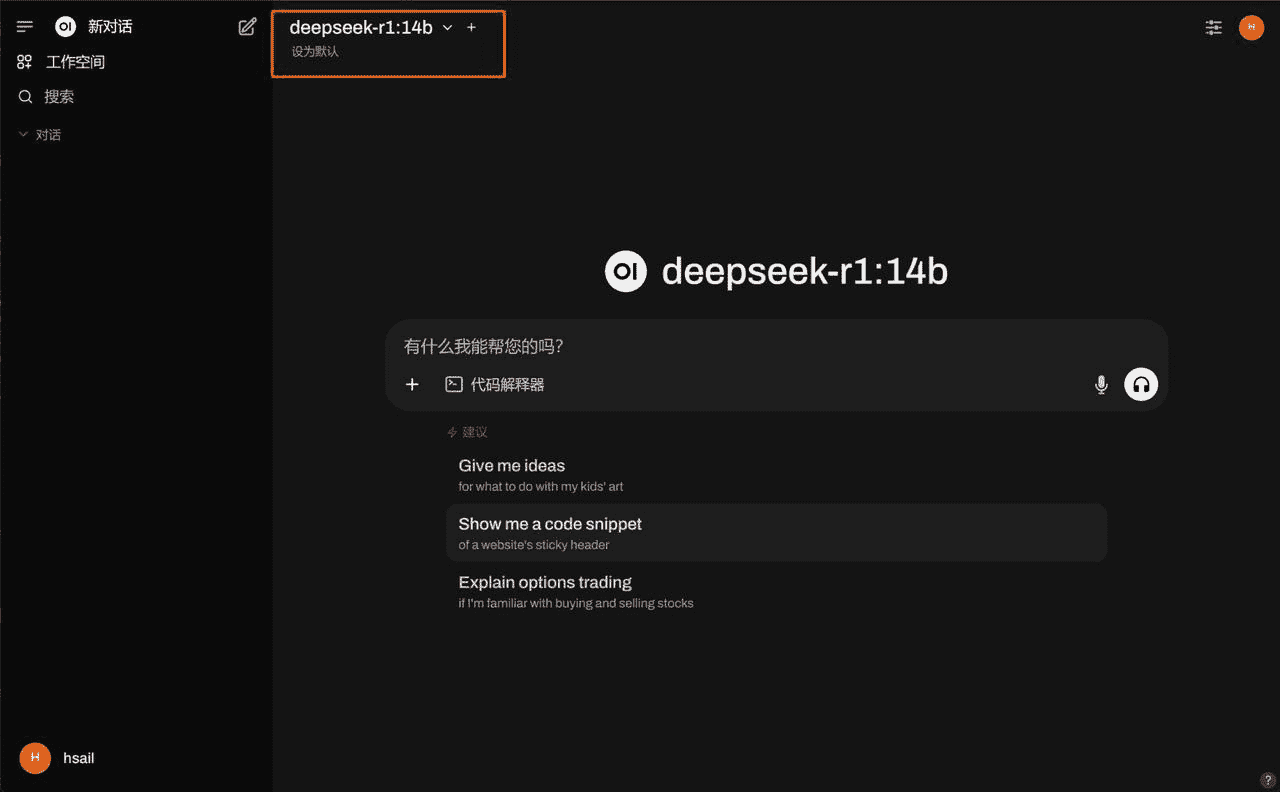 OI 新对话
工作空间
搜索
对话
deepseek-r1:14b
设为默认
H
OI deepseek-r1:14b
有什么我能帮您的吗?
代码解释器
建议
Give me ideas
for what to do with my kids' art
Show me a code snippet
of a website's sticky header
Explain options trading
if I'm familiar with buying and selling stocks
H hsail
?